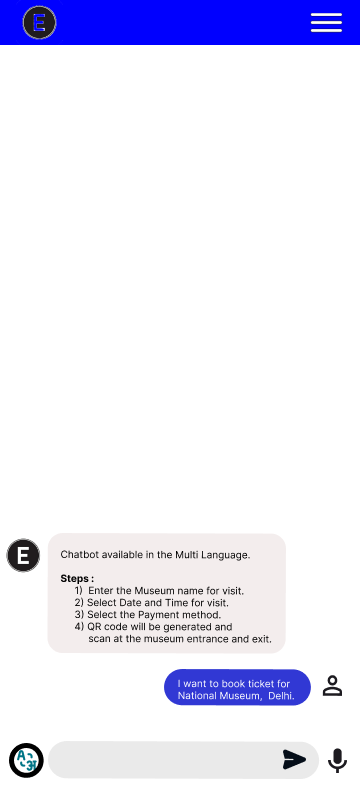 E
E
Chatbot available in the Multi Language.
Steps :
1) Enter the Museum name for visit.
2) Select Date and Time for visit.
3) Select the Payment method.
4) QR code will be generated and
scan at the museum entrance and exit.
I want to book ticket for
National Museum, Delhi.
A
अ